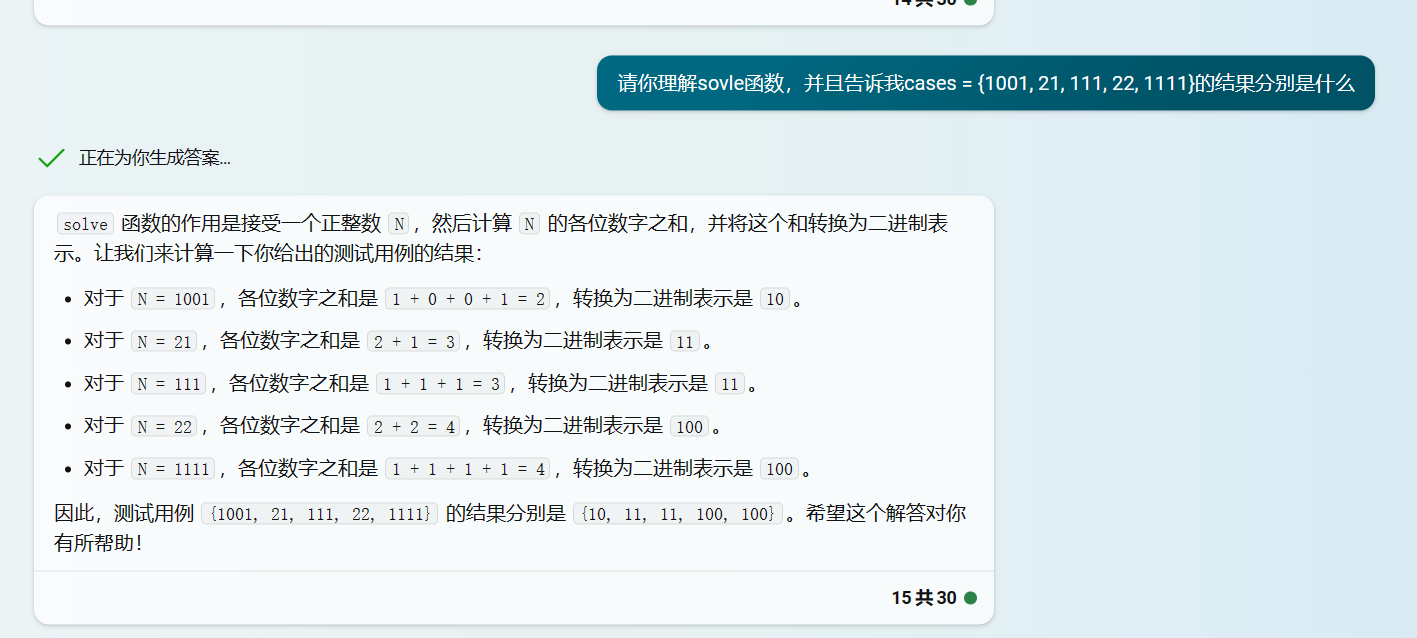 14 共 30
请你理解sovle函数，并且告诉我cases = {1001, 21, 111, 22, 1111}的结果分别是什么
正在为你生成答案...
solve 函数的作用是接受一个正整数 N ，然后计算 N 的各位数字之和，并将这个和转换为二进制表
示。让我们来计算一下你给出的测试用例的结果：
• 对于 N = 1001 ，各位数字之和是 1 + 0 + 0 + 1 = 2 ，转换为二进制表示是 10 。
• 对于 N = 21 ，各位数字之和是 2 + 1 = 3 ，转换为二进制表示是 11 。
• 对于 N = 111 ，各位数字之和是 1 + 1 + 1 = 3 ，转换为二进制表示是 11 。
• 对于 N = 22 ，各位数字之和是 2 + 2 = 4 ，转换为二进制表示是 100 。
• 对于 N = 1111 ，各位数字之和是 1 + 1 + 1 + 1 = 4 ，转换为二进制表示是 100 。
因此，测试用例 {1001, 21, 111, 22, 1111} 的结果分别是 {10, 11, 11, 100, 100} 。希望这个解答对你
有所帮助！
15 共 30